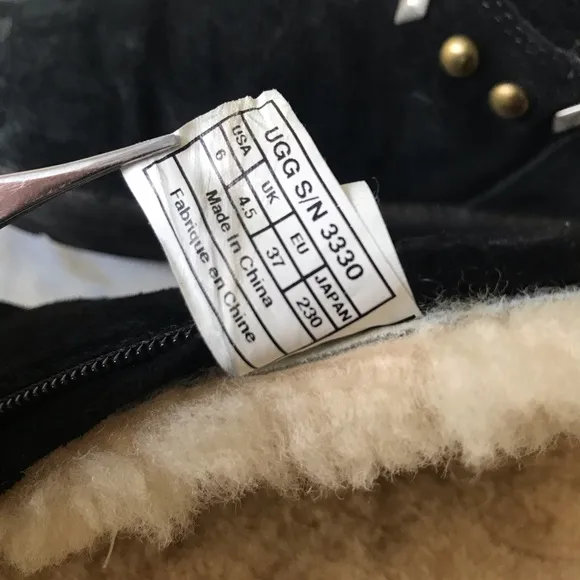 UGG S/N 3330
USA UK EU JAPAN
6 4.5 37 230
Made In China
Fabrique en Chine